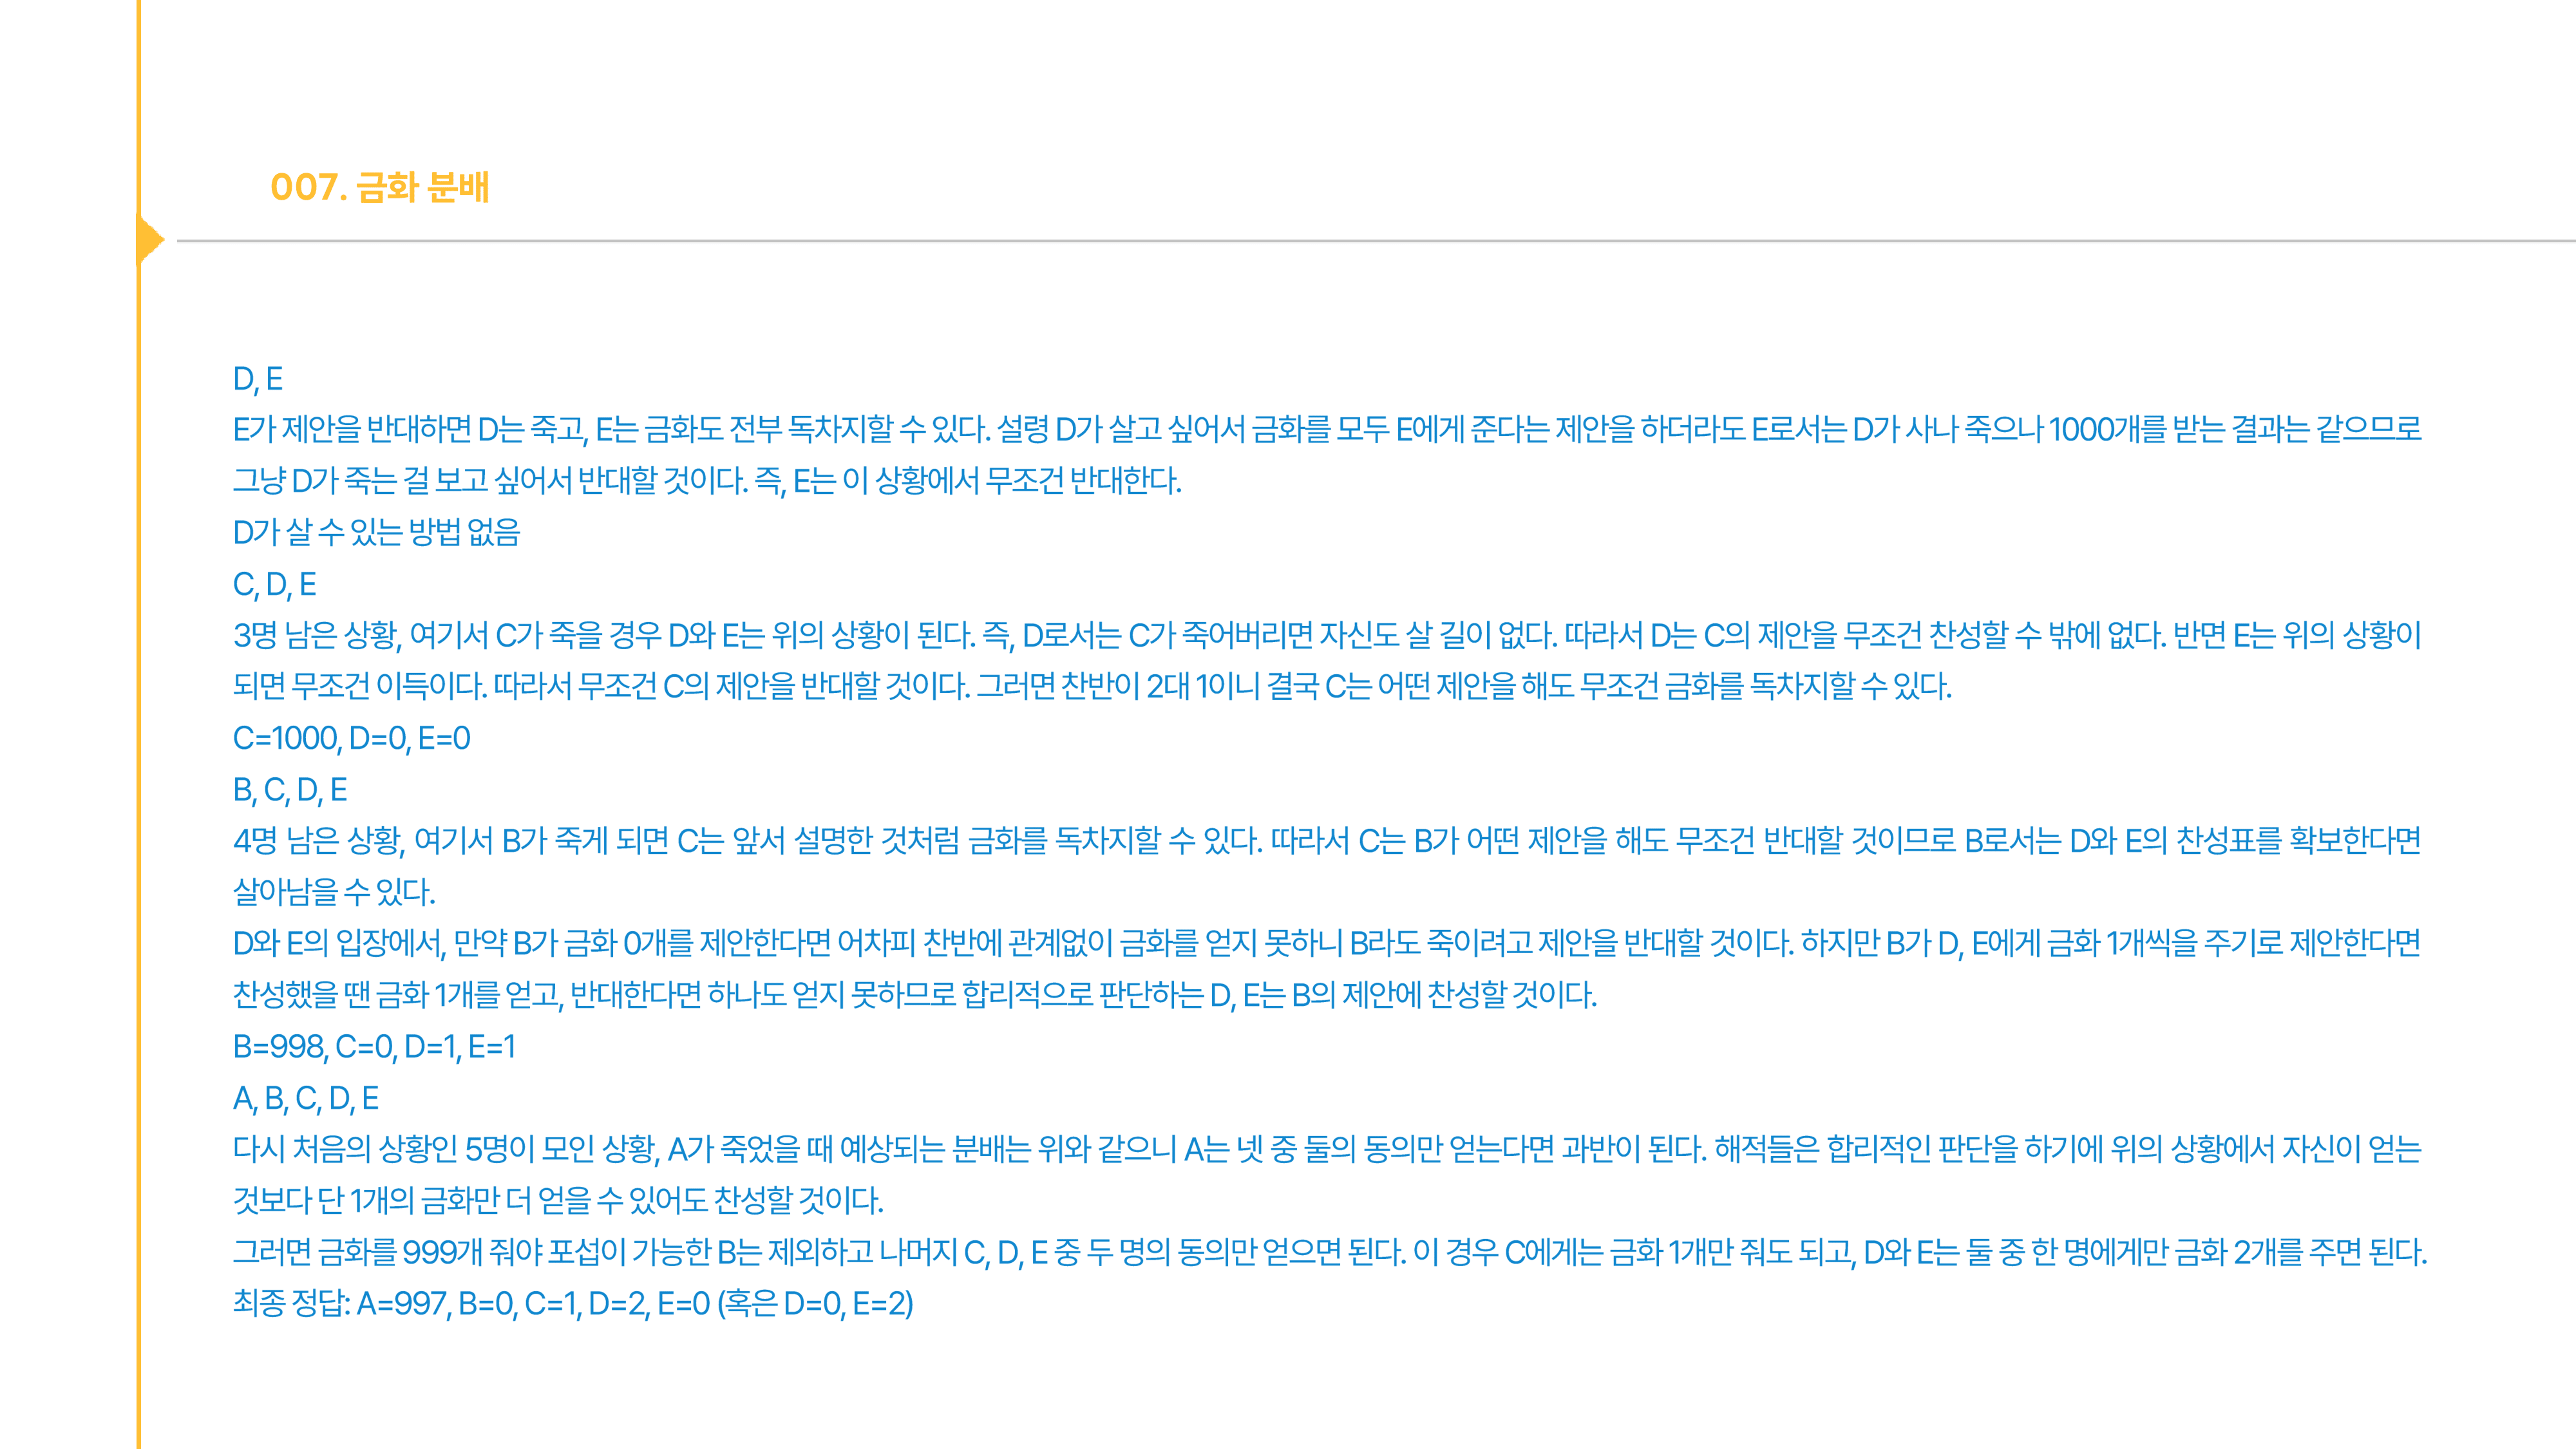 007. 금화 분배
D, E
E가 제안을 반대하면 D는 죽고, E는 금화도 전부 독차지할 수 있다. 설령 D가 살고 싶어서 금화를 모두 E에게 준다는 제안을 하더라도 E로서는 D가 사나 죽으나 1000개를 받는 결과는 같으므로
그냥 D가 죽는 걸 보고 싶어서 반대할 것이다. 즉, E는 이 상황에서 무조건 반대한다.
D가 살 수 있는 방법 없음
C, D, E
3명 남은 상황, 여기서 C가 죽을 경우 D와 E는 위의 상황이 된다. 즉, D로서는 C가 죽어버리면 자신도 살 길이 없다. 따라서 D는 C의 제안을 무조건 찬성할 수 밖에 없다. 반면 E는 위의 상황이
되면 무조건 이득이다. 따라서 무조건 C의 제안을 반대할 것이다. 그러면 찬반이 2대 1이니 결국 C는 어떤 제안을 해도 무조건 금화를 독차지할 수 있다.
C=1000, D=0, E=0
B, C, D, E
4명 남은 상황, 여기서 B가 죽게 되면 C는 앞서 설명한 것처럼 금화를 독차지할 수 있다. 따라서 C는 B가 어떤 제안을 해도 무조건 반대할 것이므로 B로서는 D와 E의 찬성표를 확보한다면
살아남을 수 있다.
D와 E의 입장에서, 만약 B가 금화 0개를 제안한다면 어차피 찬반에 관계없이 금화를 얻지 못하니 B라도 죽이려고 제안을 반대할 것이다. 하지만 B가 D, E에게 금화 1개씩을 주기로 제안한다면
찬성했을 땐 금화 1개를 얻고, 반대한다면 하나도 얻지 못하므로 합리적으로 판단하는 D, E는 B의 제안에 찬성할 것이다.
B=998, C=0, D=1, E=1
A, B, C, D, E
다시 처음의 상황인 5명이 모인 상황, A가 죽었을 때 예상되는 분배는 위와 같으니 A는 넷 중 둘의 동의만 얻는다면 과반이 된다. 해적들은 합리적인 판단을 하기에 위의 상황에서 자신이 얻는
것보다 단 1개의 금화만 더 얻을 수 있어도 찬성할 것이다.
그러면 금화를 999개 줘야 포섭이 가능한 B는 제외하고 나머지 C, D, E 중 두 명의 동의만 얻으면 된다. 이 경우 C에게는 금화 1개만 줘도 되고, D와 E는 둘 중 한 명에게만 금화 2개를 주면 된다.
최종 정답: A=997, B=0, C=1, D=2, E=0 (혹은 D=0, E=2)